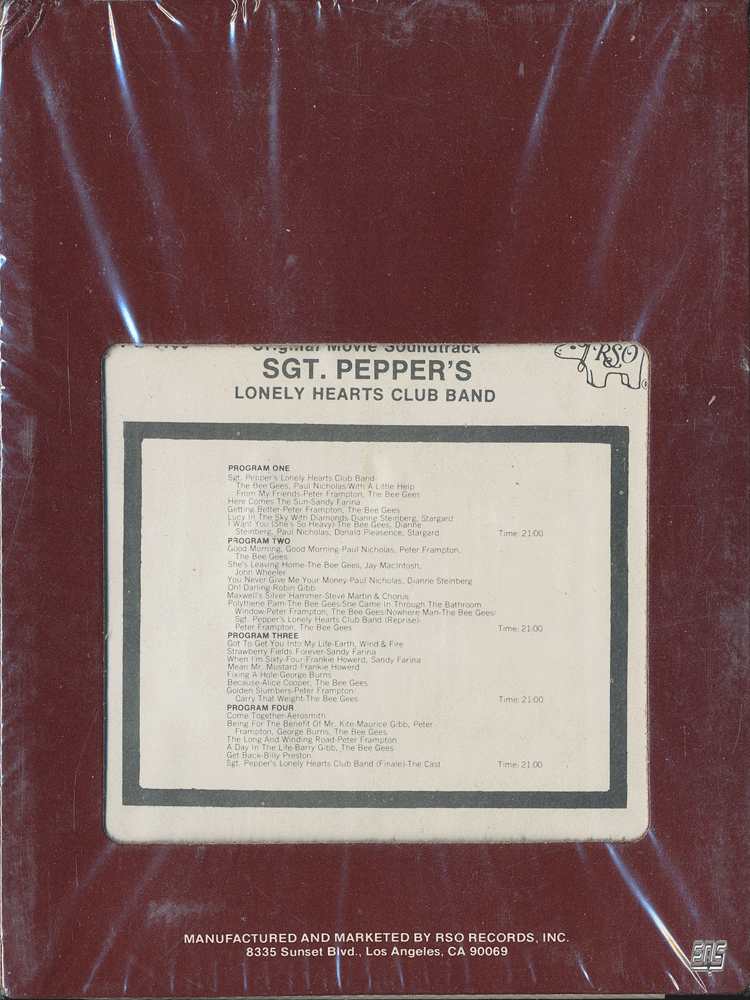 Original Movie Soundtrack
RSO
SGT. PEPPER'S
LONELY HEARTS CLUB BAND
PROGRAM ONE
Sgt. Pepper's Lonely Hearts Club Band-
The Bee Gees, Paul Nicholas/With A Little Help
From My Friends-Peter Frampton, The Bee Gees
Here Comes The Sun-Sandy Farina
Getting Better-Peter Frampton, The Bee Gees
Lucy In The Sky With Diamonds-Dianne Steinberg, Stargard
I Want You (She's So Heavy)-The Bee Gees, Dianne
Steinberg, Paul Nicholas, Donald Pleasence, Stargard Time: 21:00
PROGRAM TWO
Good Morning, Good Morning-Paul Nicholas, Peter Frampton,
The Bee Gees
She's Leaving Home-The Bee Gees, Jay MacIntosh,
John Wheeler
You Never Give Me Your Money-Paul Nicholas, Dianne Steinberg
Oh! Darling-Robin Gibb
Maxwell's Silver Hammer-Steve Martin & Chorus
Polythene Pam-The Bee Gees/She Came In Through The Bathroom
Window-Peter Frampton, The Bee Gees/Nowhere Man-The Bee Gees/
Sgt. Pepper's Lonely Hearts Club Band (Reprise)-
Peter Frampton, The Bee Gees Time: 21:00
PROGRAM THREE
Got To Get You Into My Life-Earth, Wind & Fire
Strawberry Fields Forever-Sandy Farina
When I'm Sixty-Four-Frankie Howerd, Sandy Farina
Mean Mr. Mustard-Frankie Howerd
Fixing A Hole-George Burns
Because-Alice Cooper, The Bee Gees
Golden Slumbers-Peter Frampton/
Carry That Weight-The Bee Gees Time: 21:00
PROGRAM FOUR
Come Together-Aerosmith
Being For The Benefit Of Mr. Kite-Maurice Gibb, Peter
Frampton, George Burns, The Bee Gees
The Long And Winding Road-Peter Frampton
A Day In The Life-Barry Gibb, The Bee Gees
Get Back-Billy Preston
Sgt. Pepper's Lonely Hearts Club Band (Finale)-The Cast Time: 21:00
MANUFACTURED AND MARKETED BY RSO RECORDS, INC.
8335 Sunset Blvd., Los Angeles, CA 90069